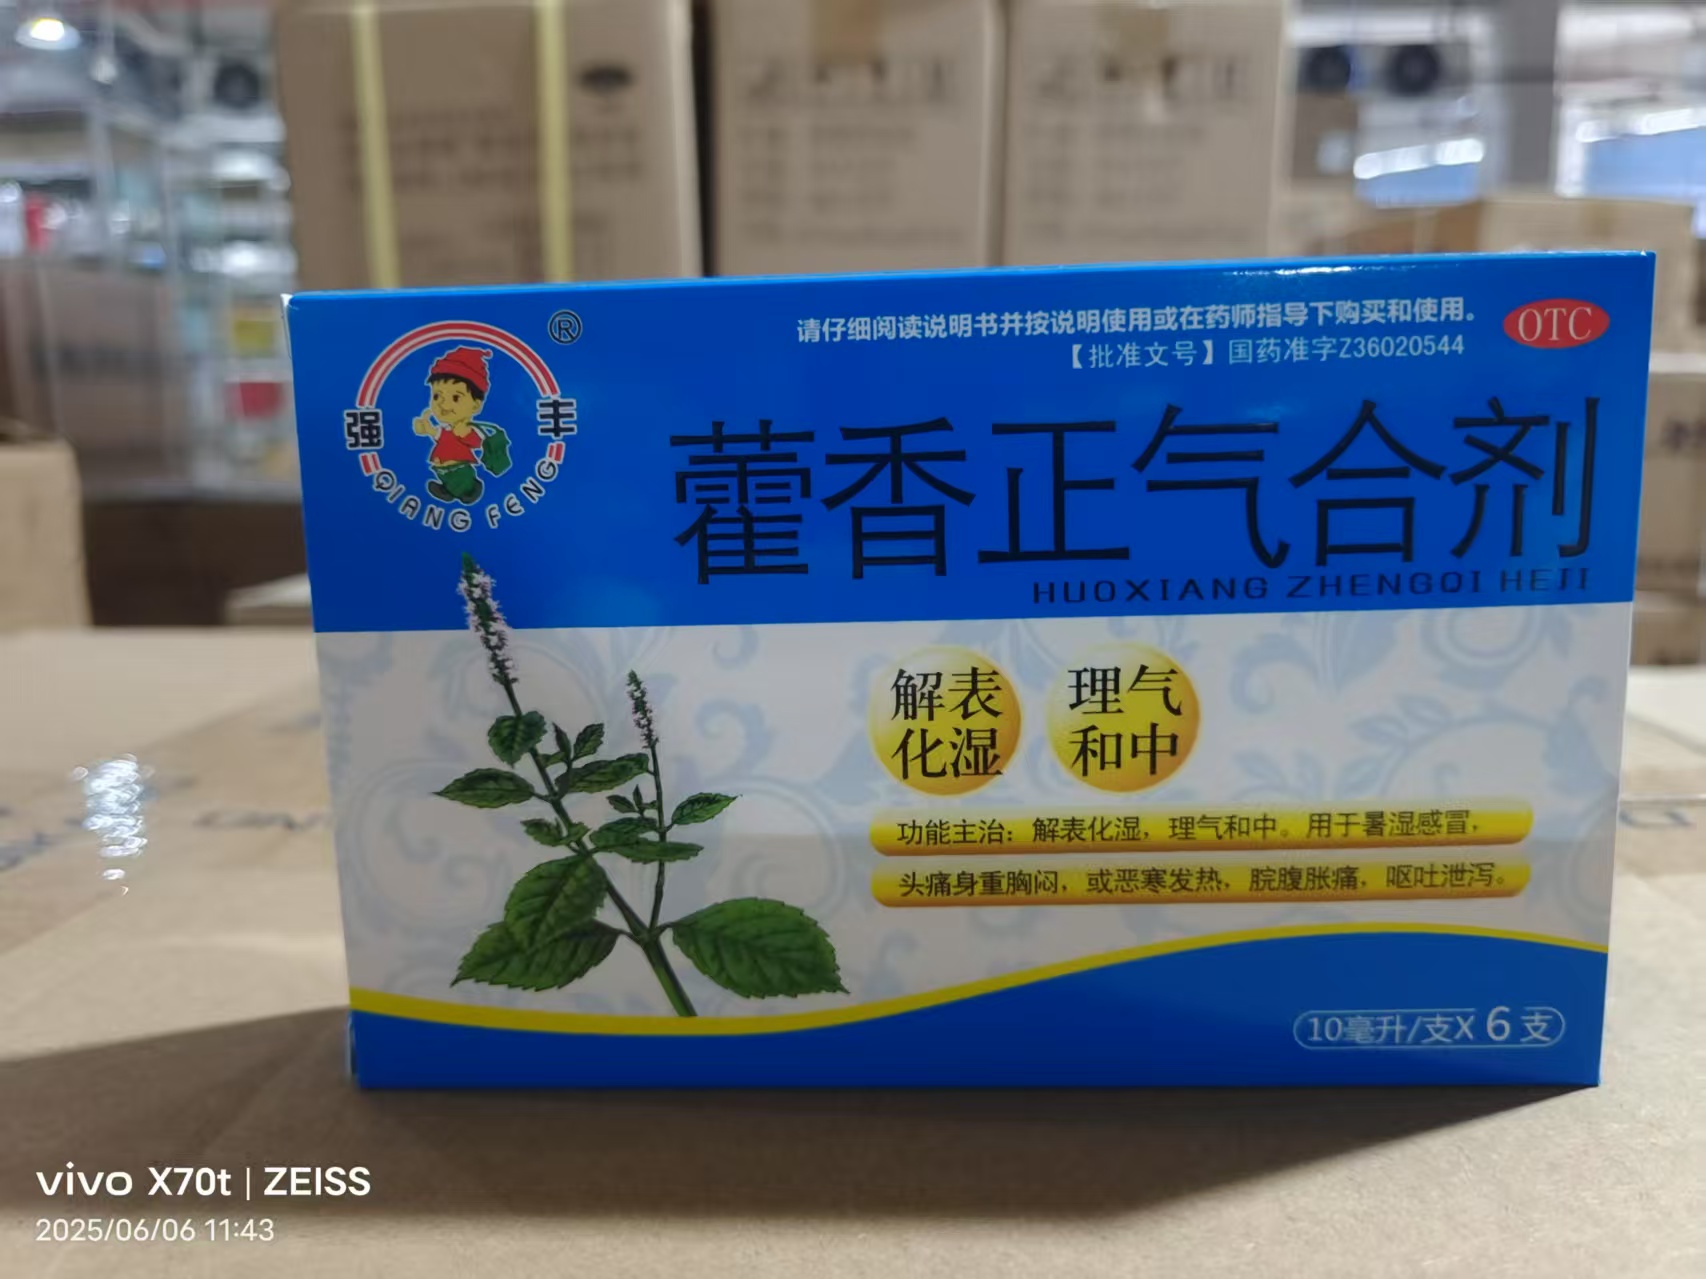 强 丰
®
QIANG FENG
请仔细阅读说明书并按说明使用或在药师指导下购买和使用。
【批准文号】国药准字Z36020544
OTC
藿香正气合剂
HUOXIANG ZHENGQI HEJI
解表
化湿
理气
和中
功能主治：解表化湿，理气和中。用于暑湿感冒，
头痛身重胸闷，或恶寒发热，脘腹胀痛，呕吐泄泻。
10毫升/支X 6 支
vivo X70t | ZEISS
2025/06/06 11:43